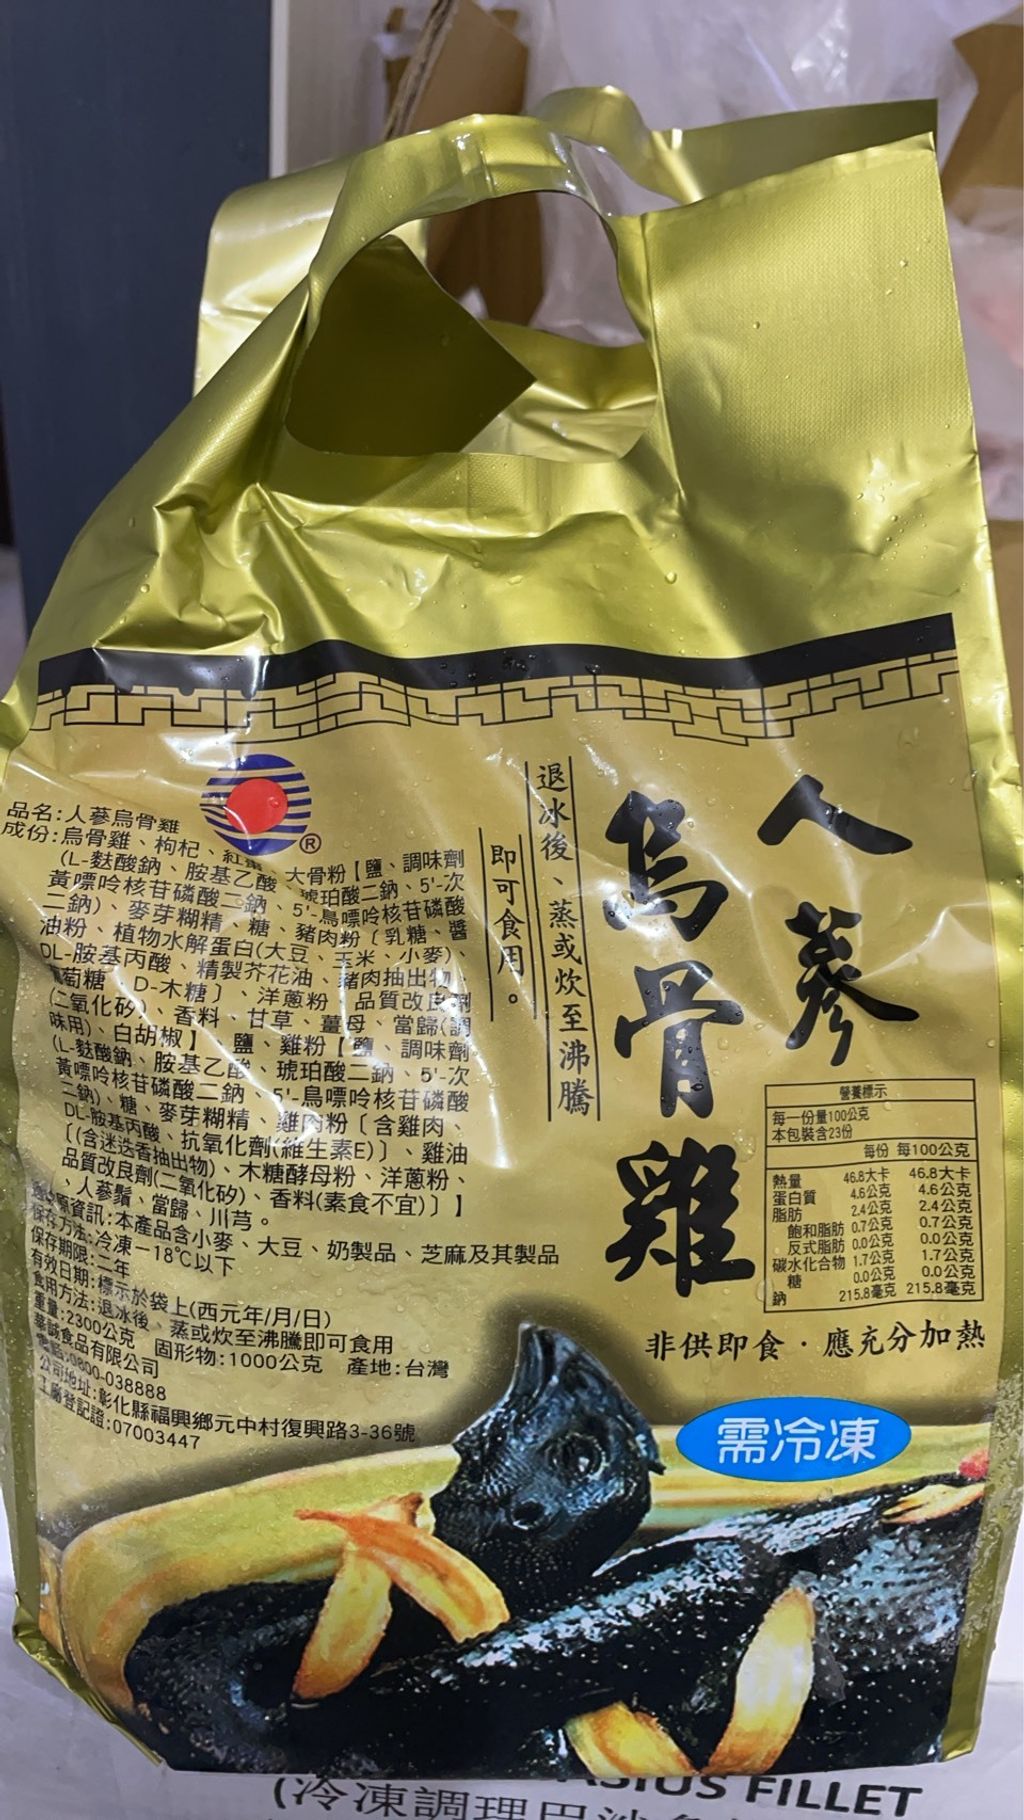 人蔘
烏骨雞
退冰後、蒸或炊至沸騰
即可食用。
®
品名:人蔘烏骨雞
成份:烏骨雞、枸杞、紅棗、大骨粉【鹽、調味劑
(L-麩酸鈉、胺基乙酸、琥珀酸二鈉、5'-次
黃嘌呤核苷磷酸二鈉、5'-鳥嘌呤核苷磷酸
二鈉)、麥芽糊精、糖、豬肉粉〔乳糖、醬
油粉、植物水解蛋白(大豆、玉米、小麥)、
DL-胺基丙酸、精製芥花油、豬肉抽出物、
葡萄糖、D-木糖〕、洋蔥粉、品質改良劑
(二氧化矽)、香料、甘草、薑母、當歸(調
味用)、白胡椒】、鹽、雞粉【鹽、調味劑
(L-麩酸鈉、胺基乙酸、琥珀酸二鈉、5'-次
黃嘌呤核苷磷酸二鈉、5'-鳥嘌呤核苷磷酸
二鈉)、糖、麥芽糊精、雞肉粉〔含雞肉、
DL-胺基丙酸、抗氧化劑(維生素E)〕、雞油
〔(含迷迭香抽出物)、木糖酵母粉、洋蔥粉、
品質改良劑(二氧化矽)、香料(素食不宜)〕】
、人蔘鬚、當歸、川芎。
資訊:本產品含小麥、大豆、奶製品、芝麻及其製品
保存方法:冷凍－18℃以下
保存期限:二年
有效日期:標示於袋上(西元年/月/日)
食用方法:退冰後、蒸或炊至沸騰即可食用
重量:2300公克 固形物:1000公克 產地:台灣
華誠食品有限公司
電話:0800-038888
公司地址:彰化縣福興鄉元中村復興路3-36號
工廠登記證:07003447
營養標示
每一份量100公克
本包裝含23份
每份 每100公克
熱量 46.8大卡 46.8大卡
蛋白質 4.6公克 4.6公克
脂肪 2.4公克 2.4公克
飽和脂肪 0.7公克 0.7公克
反式脂肪 0.0公克 0.0公克
碳水化合物 1.7公克 1.7公克
糖 0.0公克 0.0公克
鈉 215.8毫克 215.8毫克
非供即食·應充分加熱
需冷凍
FILLET
(冷凍調理